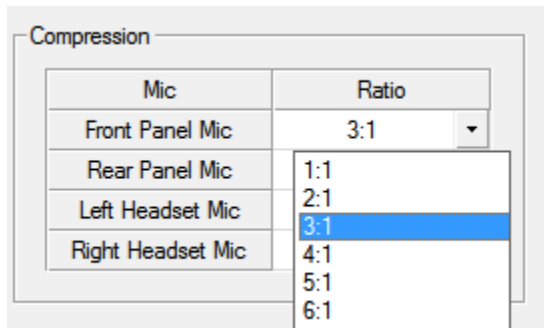 Compression
Mic Ratio
Front Panel Mic 3:1
Rear Panel Mic 1:1
2:1
Left Headset Mic 3:1
Right Headset Mic 4:1
5:1
6:1